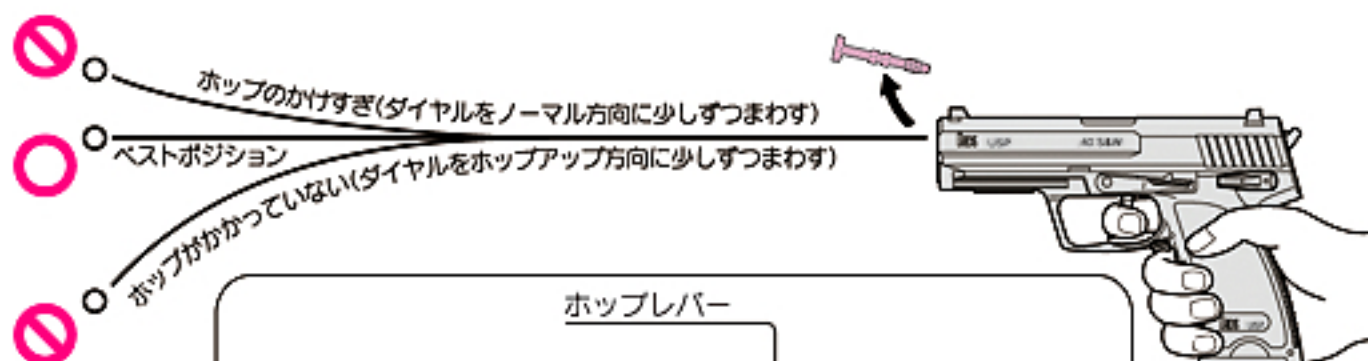 ホップのかけすぎ(ダイヤルをノーマル方向に少しずつまわす)
ベストポジション
ホップがかかっていない(ダイヤルをホップアップ方向に少しずつまわす)
USP
.40 S&W
ホップレバー
USP